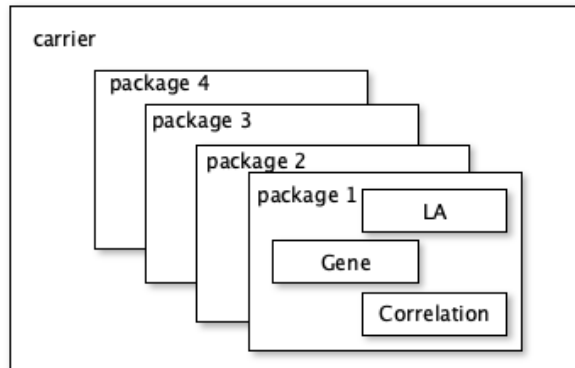 carrier
package 4
package 3
package 2
package 1
LA
Gene
Correlation